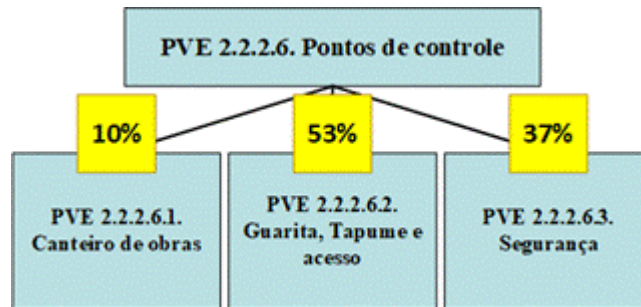 PVE 2.2.2.6. Pontos de controle
10%
53%
37%
PVE 2.2.2.6.1.
Canteiro de obras
PVE 2.2.2.6.2.
Guarita, Tapume e
acesso
PVE 2.2.2.6.3.
Segurança